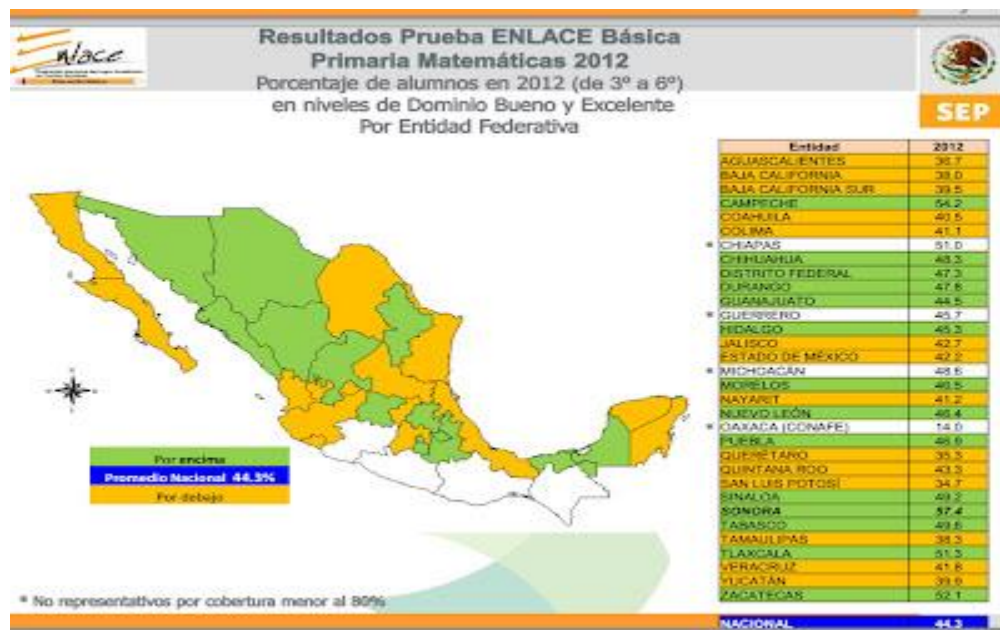 Enlace
Resultados Prueba ENLACE Básica
Primaria Matemáticas 2012
Porcentaje de alumnos en 2012 (de 3º a 6º)
en niveles de Dominio Bueno y Excelente
Por Entidad Federativa
SEP
Entidad 2012
AGUASCALIENTES 36.7
BAJA CALIFORNIA 38.0
BAJA CALIFORNIA SUR 39.5
CAMPECHE 54.2
COAHUILA 40.5
COLIMA 41.1
* CHIAPAS 51.0
CHIHUAHUA 48.3
DISTRITO FEDERAL 47.3
DURANGO 47.8
GUANAJUATO 44.5
* GUERRERO 45.7
HIDALGO 45.3
JALISCO 42.7
ESTADO DE MÉXICO 42.2
* MICHOACÁN 48.6
MORELOS 46.5
NAYARIT 41.2
NUEVO LEÓN 46.4
* OAXACA (CONAFE) 14.0
PUEBLA 46.9
QUERÉTARO 35.3
QUINTANA ROO 43.3
SAN LUIS POTOSÍ 34.7
SINALOA 49.2
SONORA 57.4
TABASCO 49.6
TAMAULIPAS 38.3
TLAXCALA 51.3
VERACRUZ 41.8
YUCATÁN 39.9
ZACATECAS 52.1
NACIONAL 44.3
Por encima
Promedio Nacional 44.3%
Por debajo
* No representativos por cobertura menor al 80%